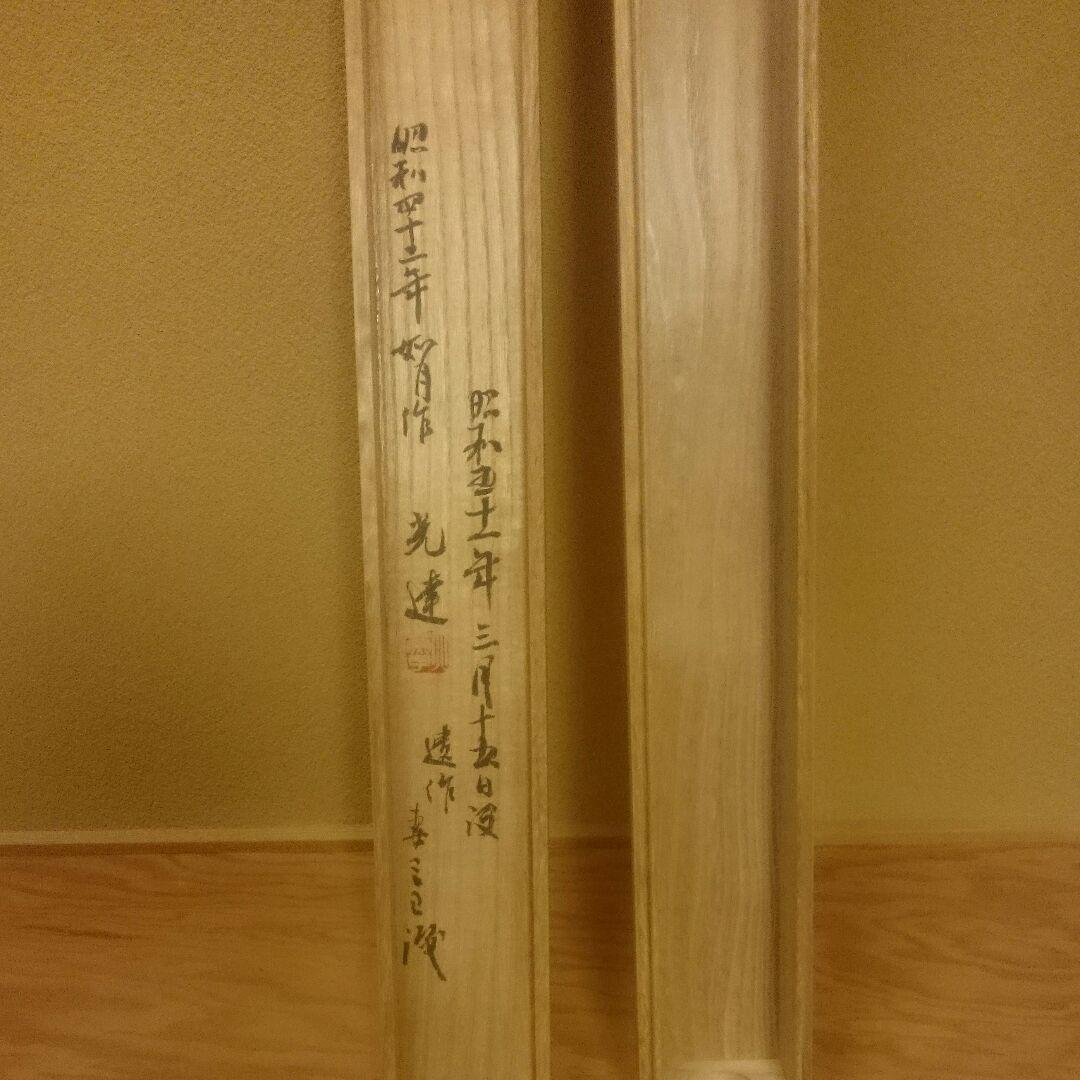 昭和五十一年 三月十五日没
昭和四十二年 如月作 光達
遺作
妻